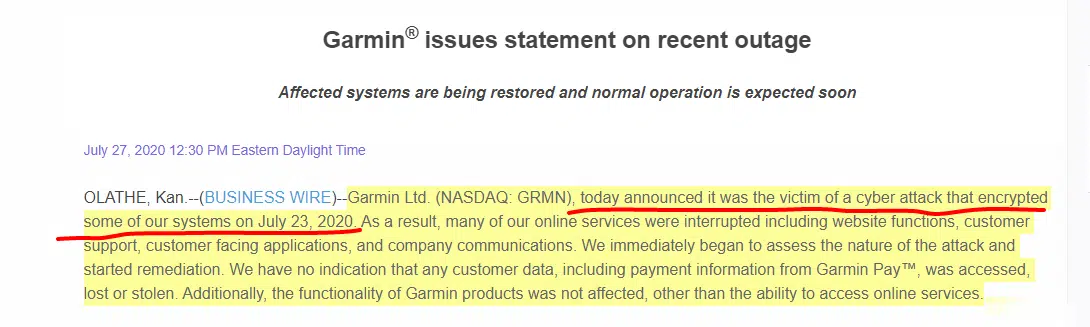 Garmin® issues statement on recent outage
Affected systems are being restored and normal operation is expected soon
July 27, 2020 12:30 PM Eastern Daylight Time
OLATHE, Kan.--(BUSINESS WIRE)--Garmin Ltd. (NASDAQ: GRMN), today announced it was the victim of a cyber attack that encrypted
some of our systems on July 23, 2020. As a result, many of our online services were interrupted including website functions, customer
support, customer facing applications, and company communications. We immediately began to assess the nature of the attack and
started remediation. We have no indication that any customer data, including payment information from Garmin Pay™, was accessed,
lost or stolen. Additionally, the functionality of Garmin products was not affected, other than the ability to access online services.